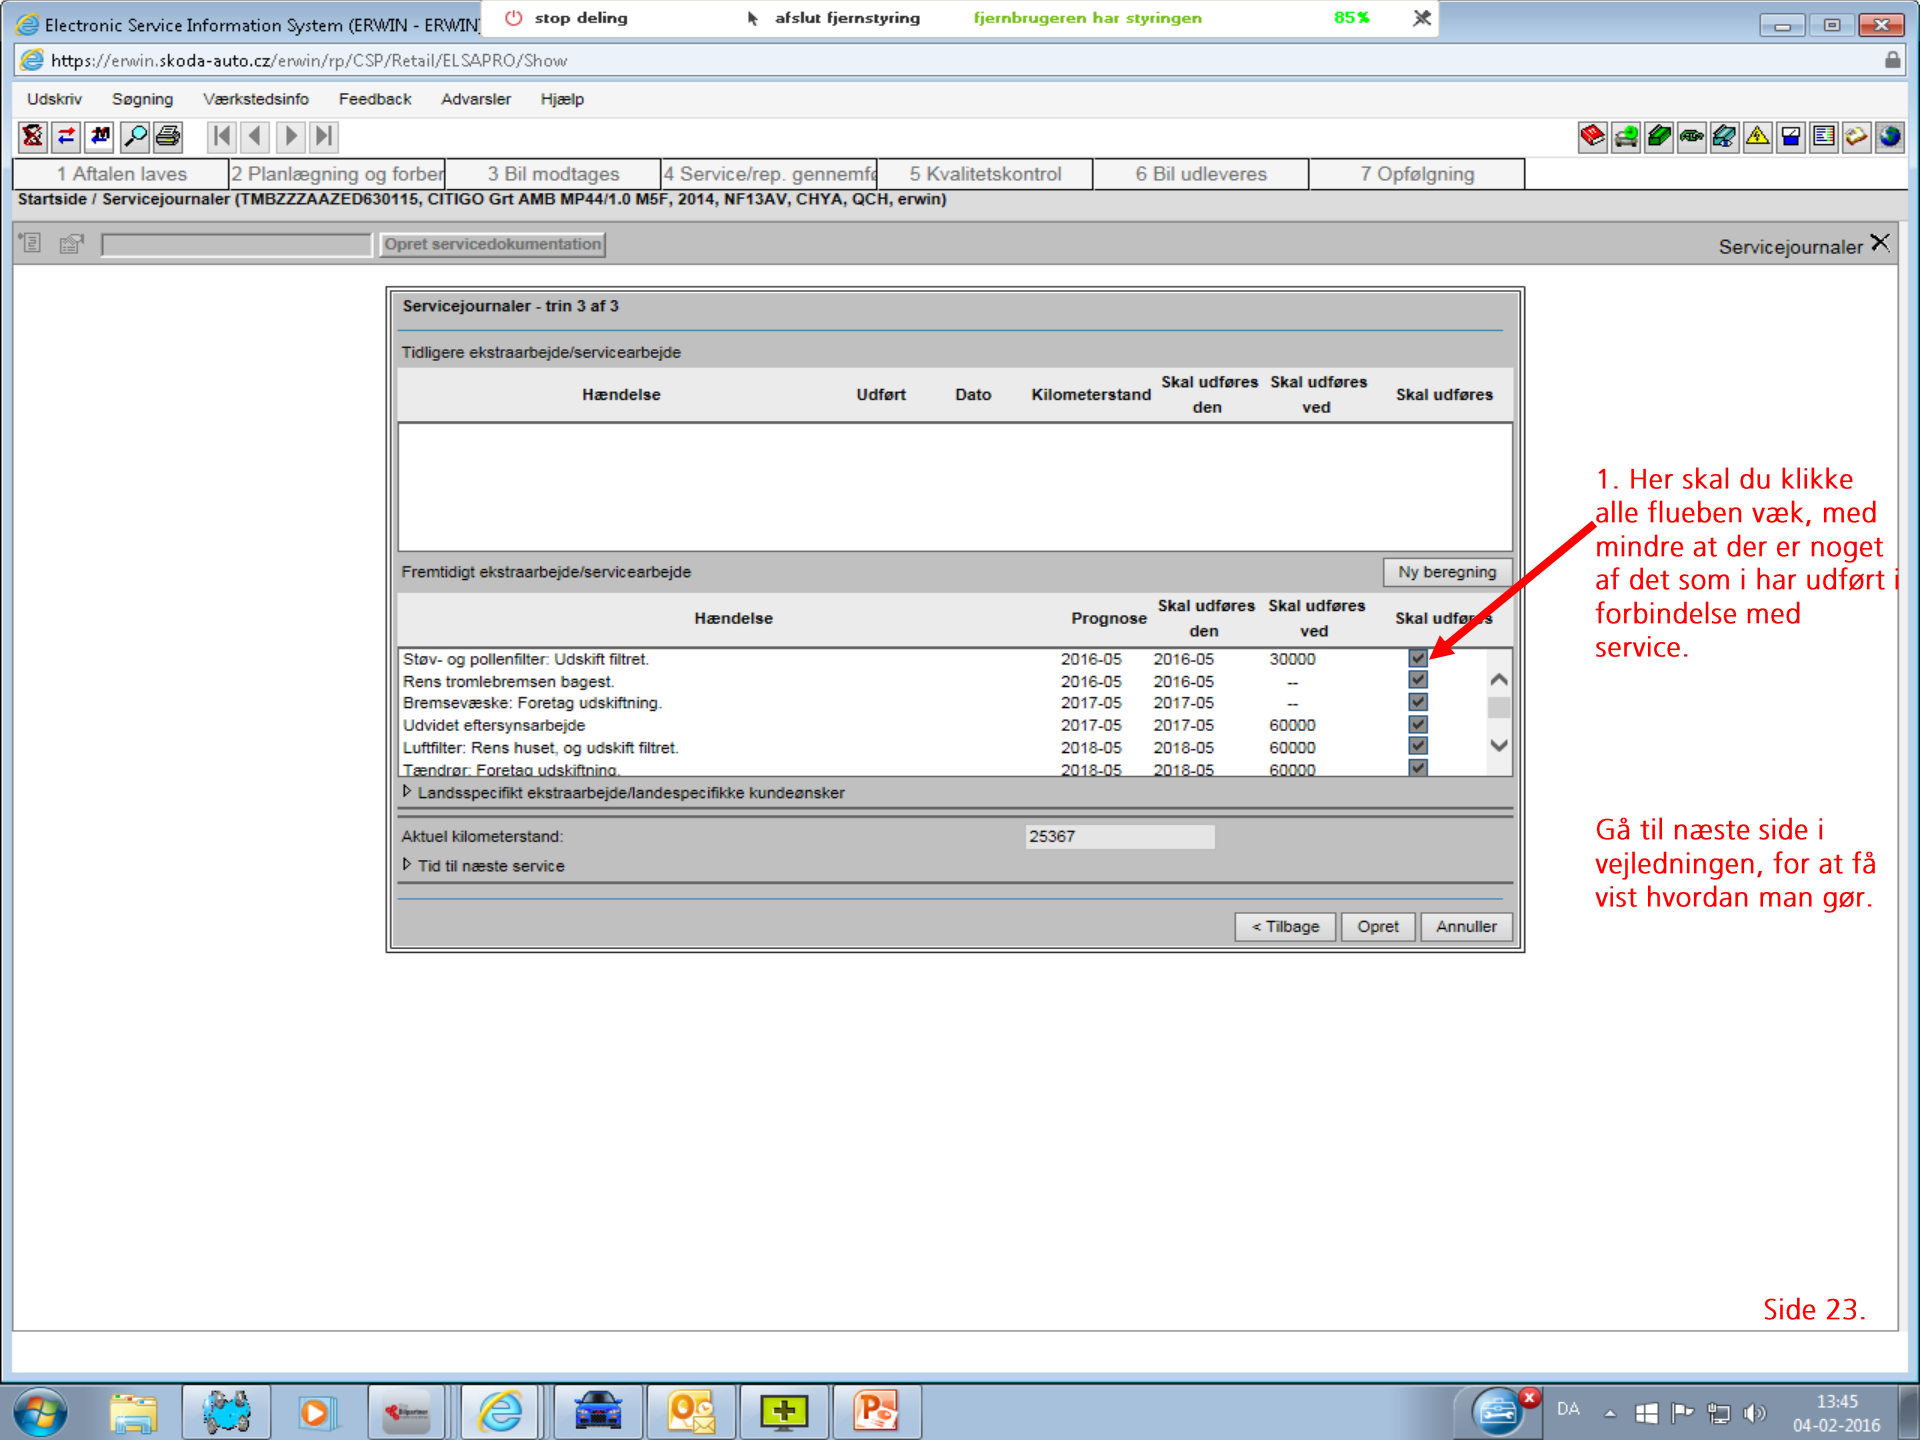 Electronic Service Information System (ERWIN - ERWIN)
stop deling
afslut fjernstyring
fjernbrugeren har styringen
85%
https://erwin.skoda-auto.cz/erwin/rp/CSP/Retail/ELSAPRO/Show
Udskriv Søgning Værkstedsinfo Feedback Advarsler Hjælp
1 Aftalen laves
2 Planlægning og forber
3 Bil modtages
4 Service/rep. gennemfø
5 Kvalitetskontrol
6 Bil udleveres
7 Opfølgning
Startside / Servicejournaler (TMBZZZAAZED630115, CITIGO Grt AMB MP44/1.0 M5F, 2014, NF13AV, CHYA, QCH, erwin)
Opret servicedokumentation
Servicejournaler
Servicejournaler - trin 3 af 3
Tidligere ekstraarbejde/servicearbejde
Hændelse Udført Dato Kilometerstand Skal udføres den Skal udføres ved Skal udføres
Fremtidigt ekstraarbejde/servicearbejde
Ny beregning
Hændelse Prognose Skal udføres den Skal udføres ved Skal udføres
Støv- og pollenfilter: Udskift filtret. 2016-05 2016-05 30000
Rens tromlebremsen bagest. 2016-05 2016-05 --
Bremsevæske: Foretag udskiftning. 2017-05 2017-05 --
Udvidet eftersynsarbejde 2017-05 2017-05 60000
Luftfilter: Rens huset, og udskift filtret. 2018-05 2018-05 60000
Tændrør: Foretag udskiftning. 2018-05 2018-05 60000
Landsspecifikt ekstraarbejde/landespecifikke kundeønsker
Aktuel kilometerstand: 25367
Tid til næste service
< Tilbage Opret Annuller
1. Her skal du klikke
alle flueben væk, med
mindre at der er noget
af det som i har udført i
forbindelse med
service.
Gå til næste side i
vejledningen, for at få
vist hvordan man gør.
Side 23.
DA
13:45
04-02-2016